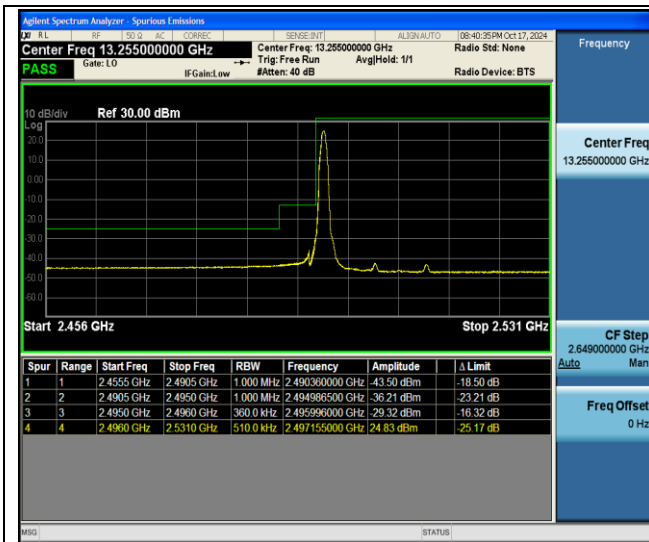 Agilent Spectrum Analyzer - Spurious Emissions
RL RF 50 Ω AC CORREC SENSE:INT ALIGN AUTO 08:40:35 PM Oct 17, 2024
Center Freq 13.255000000 GHz
Center Freq: 13.255000000 GHz
Radio Std: None
PASS
Gate: LO
Trig: Free Run
Avg|Hold: 1/1
IFGain:Low
#Atten: 40 dB
Radio Device: BTS
10 dB/div Ref 30.00 dBm
Log
20.0
10.0
0.00
-10.0
-20.0
-30.0
-40.0
-50.0
-60.0
Start 2.456 GHz Stop 2.531 GHz
Spur Range Start Freq Stop Freq RBW Frequency Amplitude Δ Limit
1 1 2.4555 GHz 2.4905 GHz 1.000 MHz 2.490360000 GHz -43.50 dBm -18.50 dB
2 2 2.4905 GHz 2.4950 GHz 1.000 MHz 2.494986500 GHz -36.21 dBm -23.21 dB
3 3 2.4950 GHz 2.4960 GHz 360.0 kHz 2.495996000 GHz -29.32 dBm -16.32 dB
4 4 2.4960 GHz 2.5310 GHz 510.0 kHz 2.497155000 GHz 24.83 dBm -25.17 dB
MSG STATUS
Frequency
Center Freq
13.255000000 GHz
CF Step
2.649000000 GHz
Auto Man
Freq Offset
0 Hz